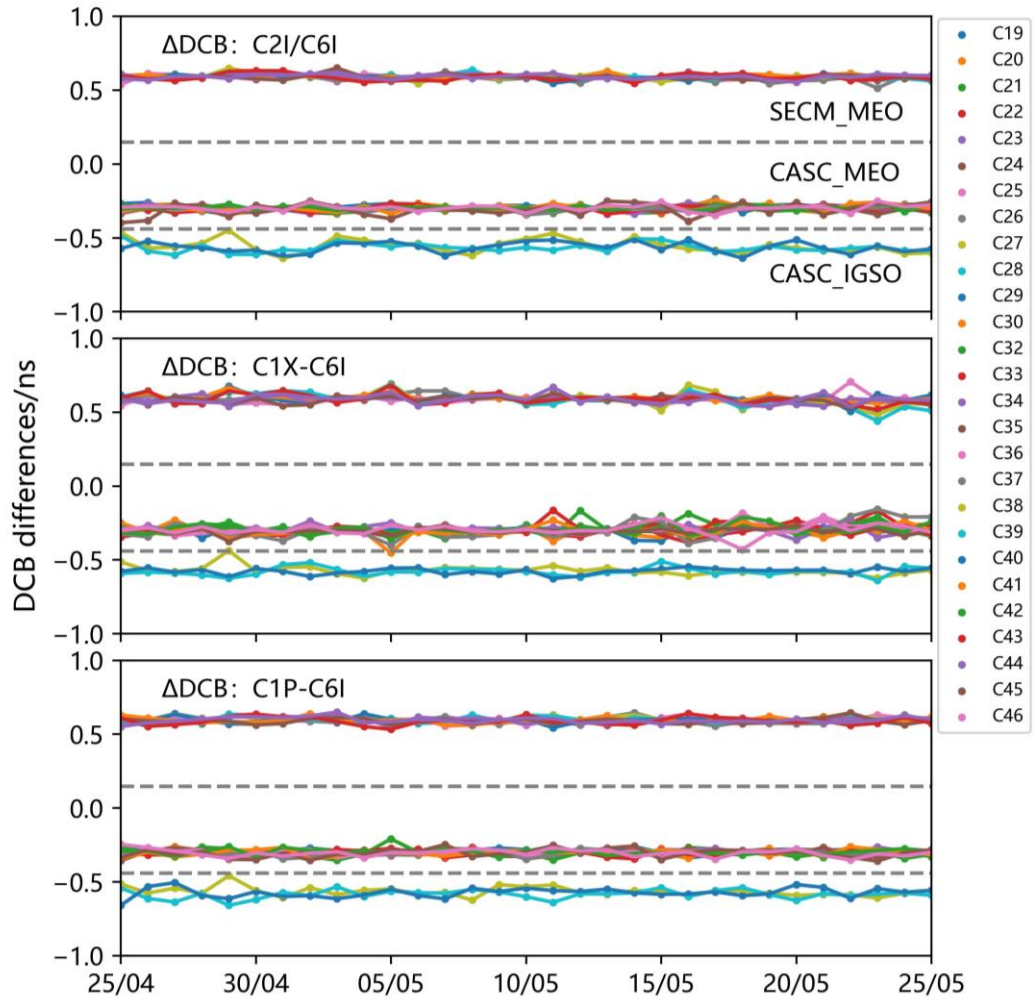 DCB differences/ns
1.0
0.5
0.0
−0.5
−1.0
ΔDCB： C2I/C6I
SECM_MEO
CASC_MEO
CASC_IGSO
1.0
0.5
0.0
−0.5
−1.0
ΔDCB： C1X-C6I
1.0
0.5
0.0
−0.5
−1.0
ΔDCB： C1P-C6I
25/04
30/04
05/05
10/05
15/05
20/05
25/05
C19
C20
C21
C22
C23
C24
C25
C26
C27
C28
C29
C30
C32
C33
C34
C35
C36
C37
C38
C39
C40
C41
C42
C43
C44
C45
C46